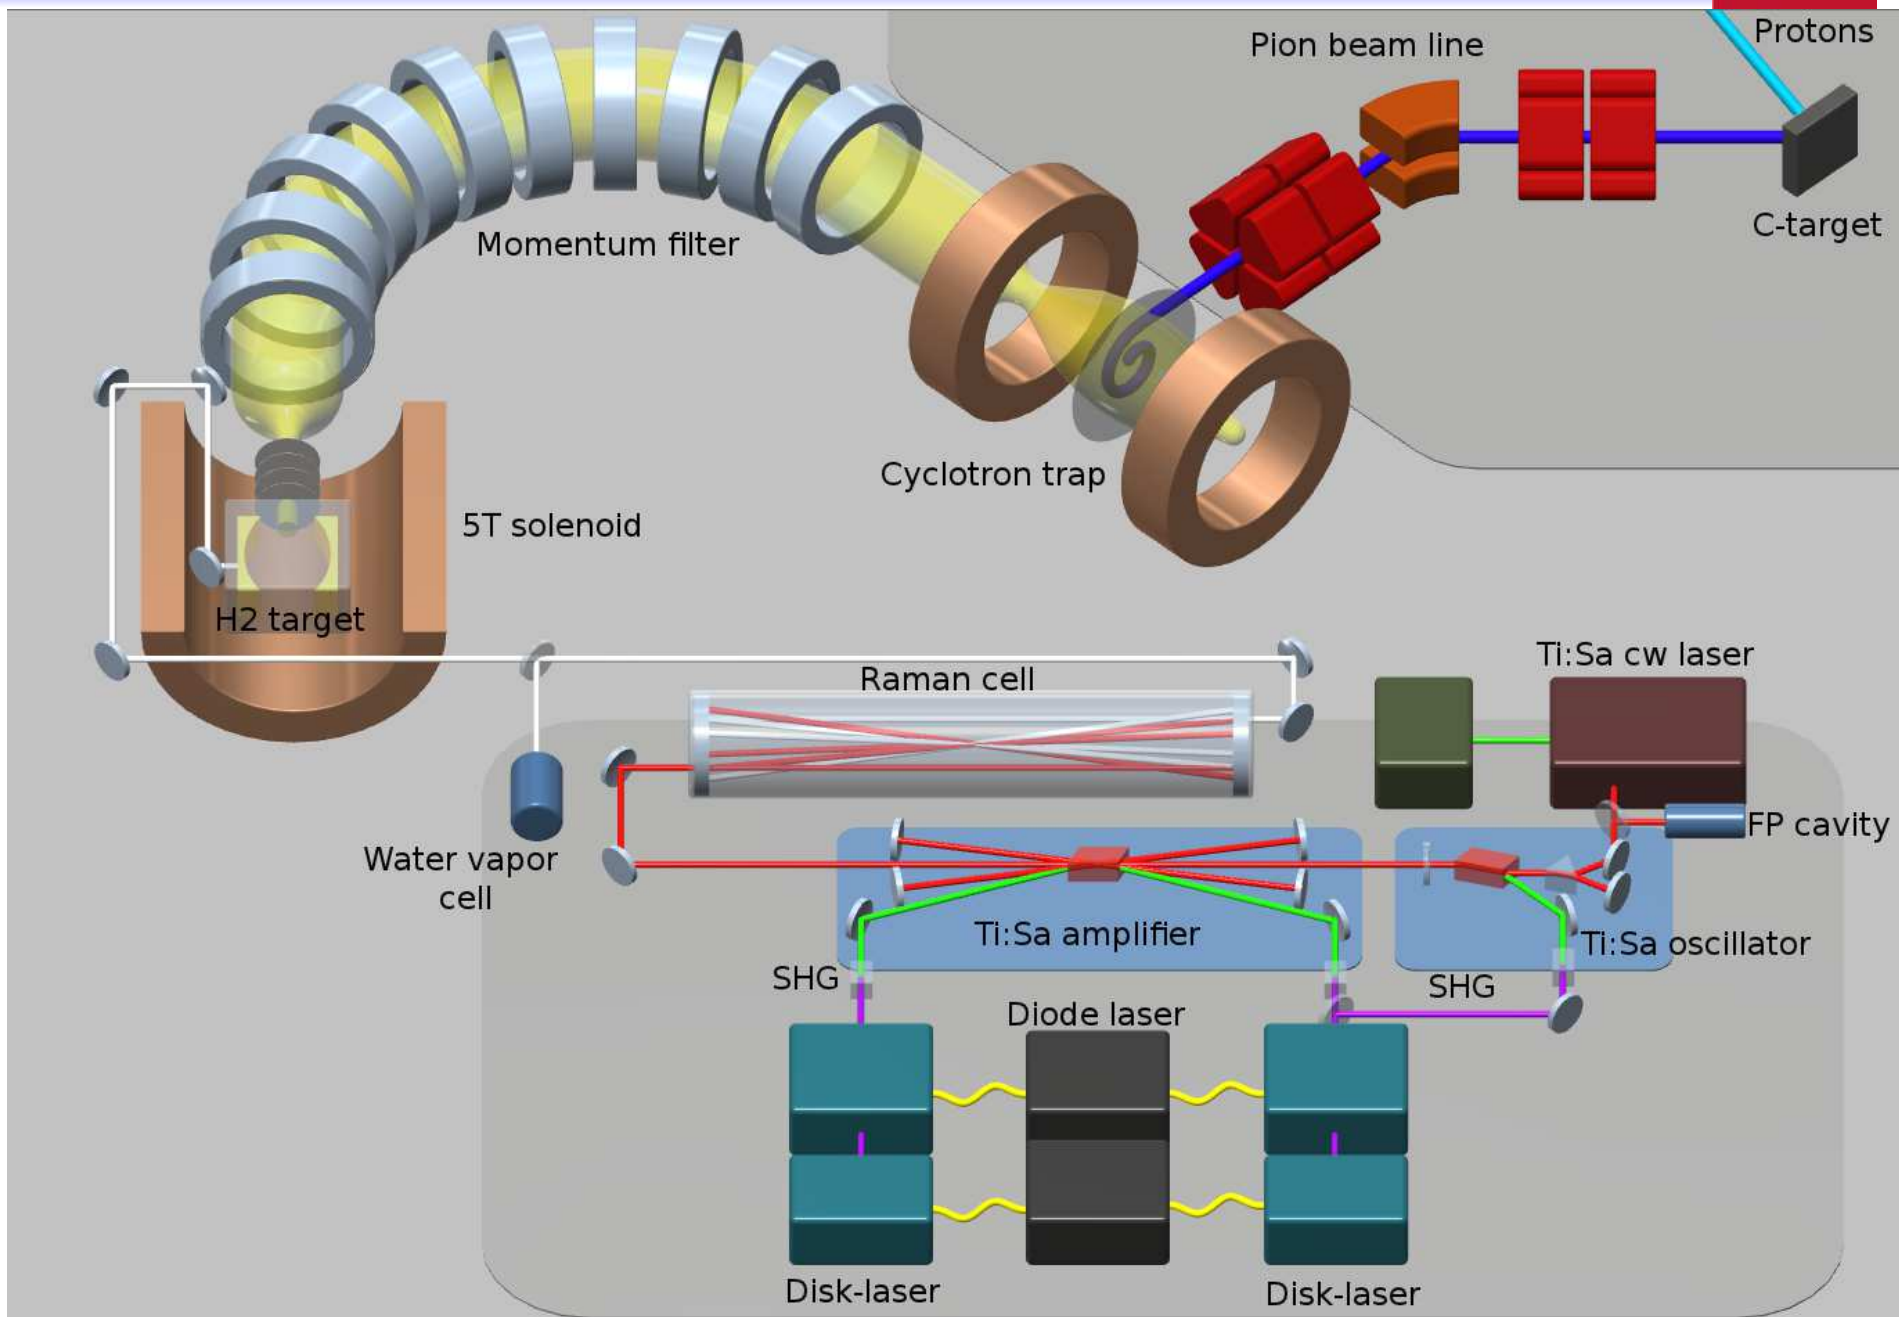 Protons
Pion beam line
C-target
Momentum filter
Cyclotron trap
5T solenoid
H2 target
Ti:Sa cw laser
Raman cell
FP cavity
Water vapor
cell
Ti:Sa amplifier
Ti:Sa oscillator
SHG
SHG
Diode laser
Disk-laser
Disk-laser